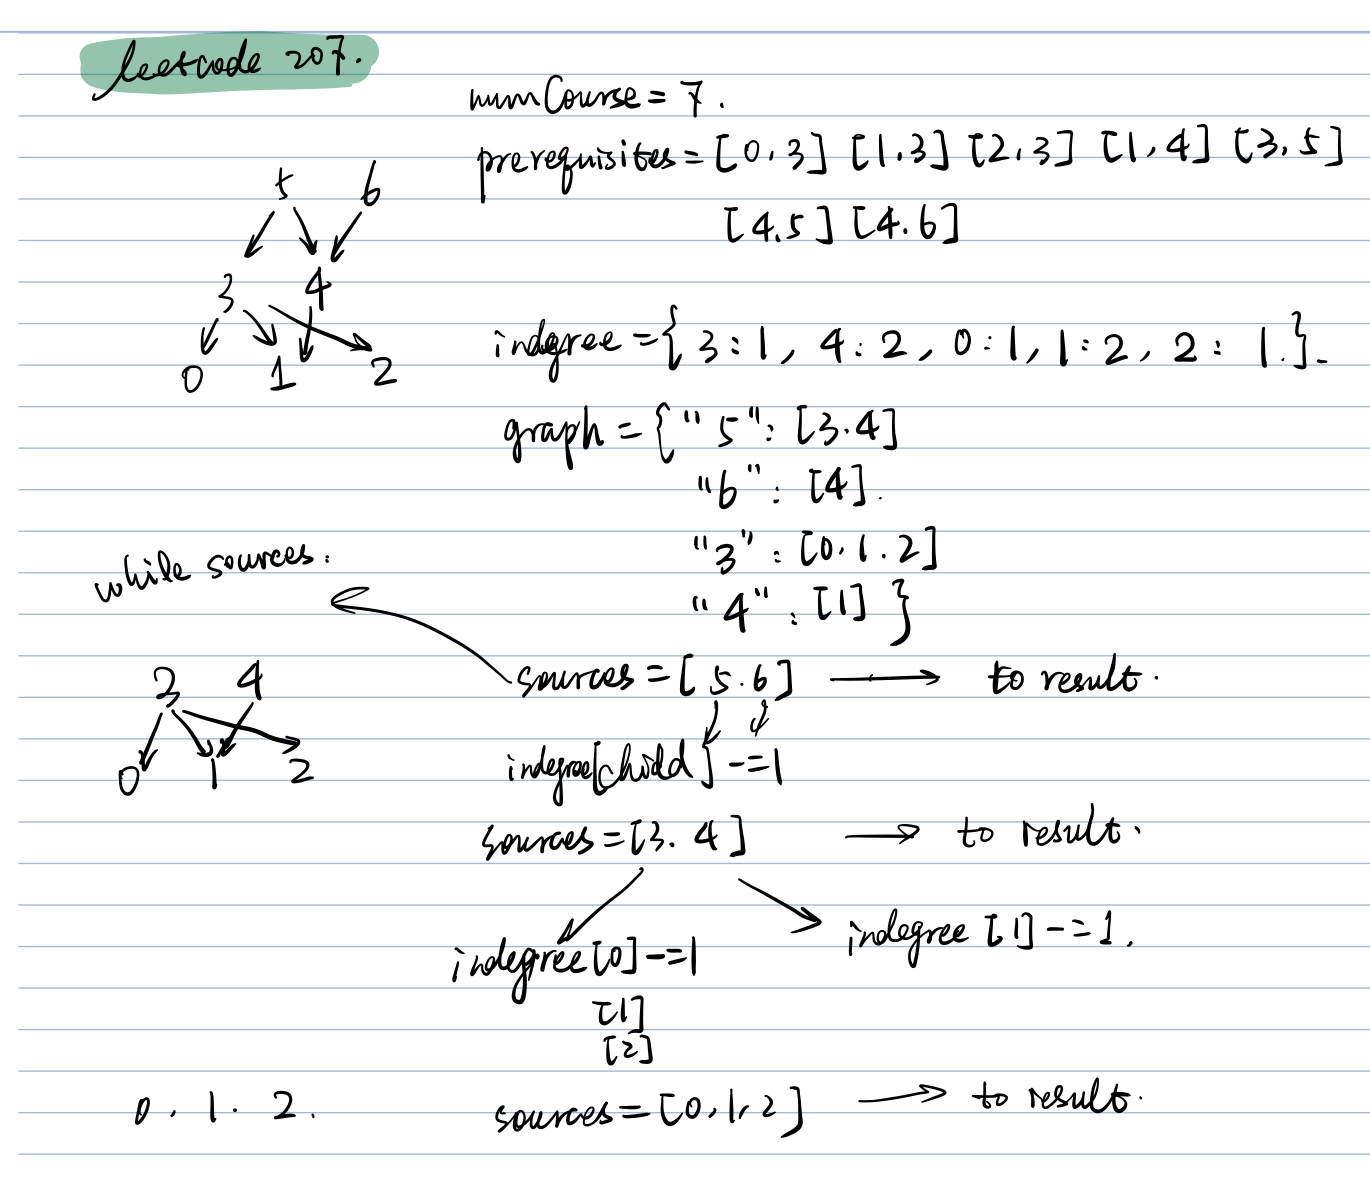 leetcode 207.
numCourse = 7.
prerequisites = [0,3] [1,3] [2,3] [1,4] [3,5]
[4,5] [4,6]
5 6
3 4
0 1 2
indgree = { 3:1, 4:2, 0:1, 1:2, 2:1.}
graph = { "5": [3.4]
"6": [4].
"3": [0.1.2]
"4": [1] }
while sources.
sources = [5.6] → to result.
3 4
0 1 2
indegree[child] -=1
sources = [3. 4] → to result.
indegree [1] -= 1.
indegree [0] -=1
[1]
[2]
0. 1. 2.
sources = [0,1,2] → to result.